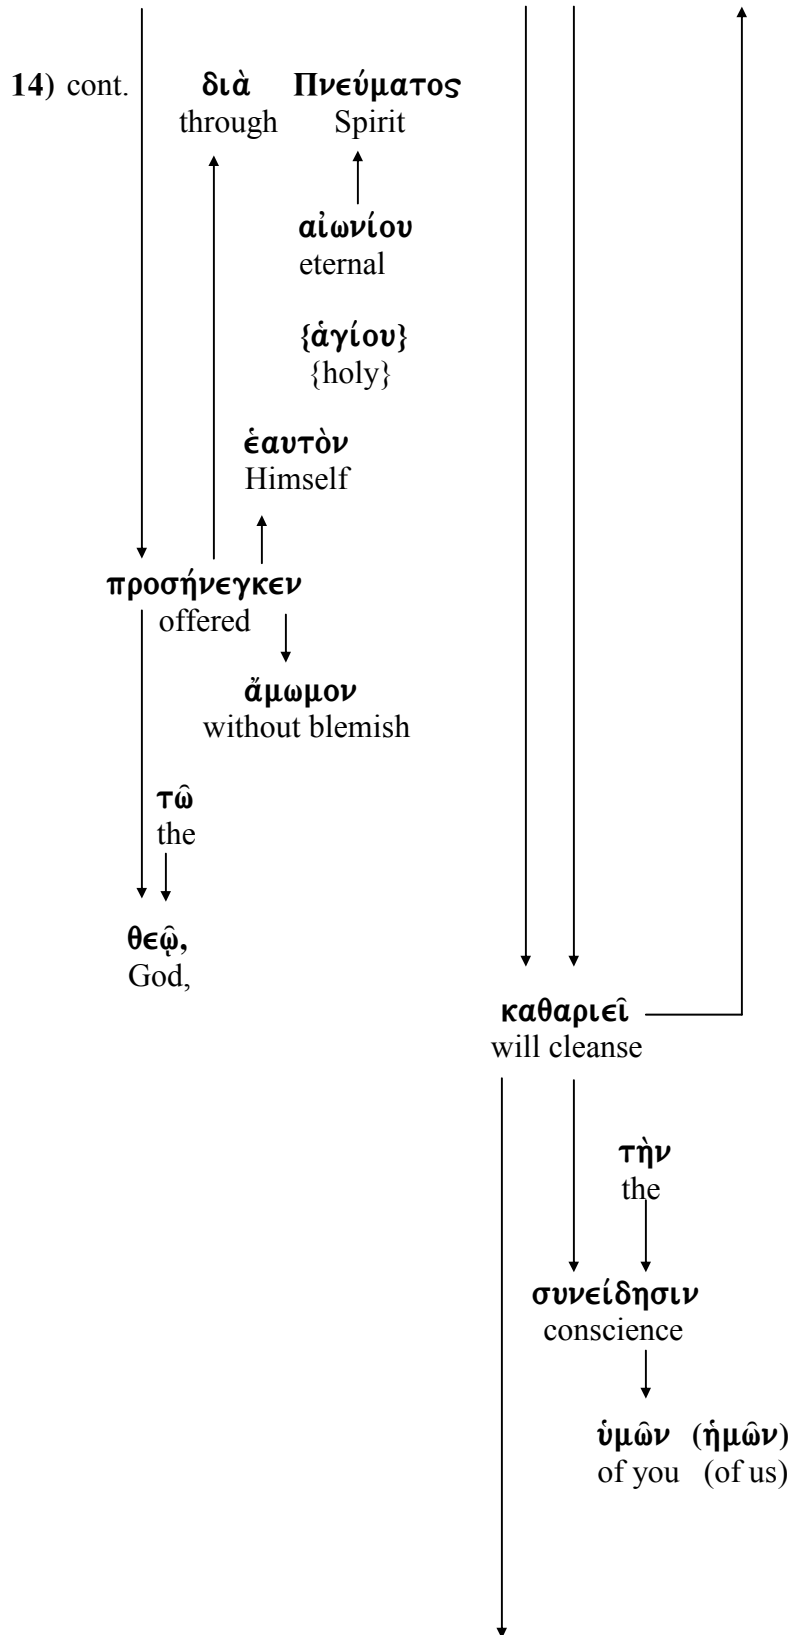 14) cont. διὰ Πνεύματος
through Spirit
αἰωνίου
eternal
{ἁγίου}
{holy}
ἑαυτὸν
Himself
προσήνεγκεν
offered
ἄμωμον
without blemish
τῶ
the
θεῷ,
God,
καθαριεῖ
will cleanse
τὴν
the
συνείδησιν
conscience
ὑμῶν (ἡμῶν)
of you (of us)